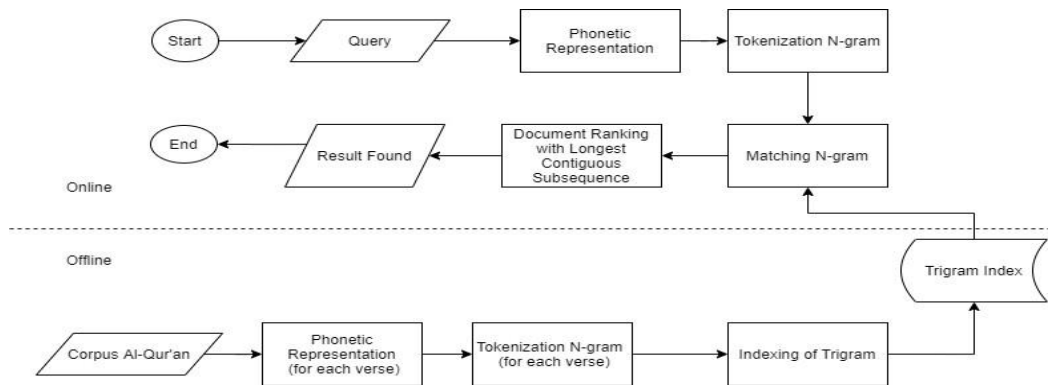 Start
Query
Phonetic
Representation
Tokenization N-gram
End
Result Found
Document Ranking
with Longest
Contiguous
Subsequence
Matching N-gram
Online
Offline
Trigram Index
Corpus Al-Qur'an
Phonetic
Representation
(for each verse)
Tokenization N-gram
(for each verse)
Indexing of Trigram